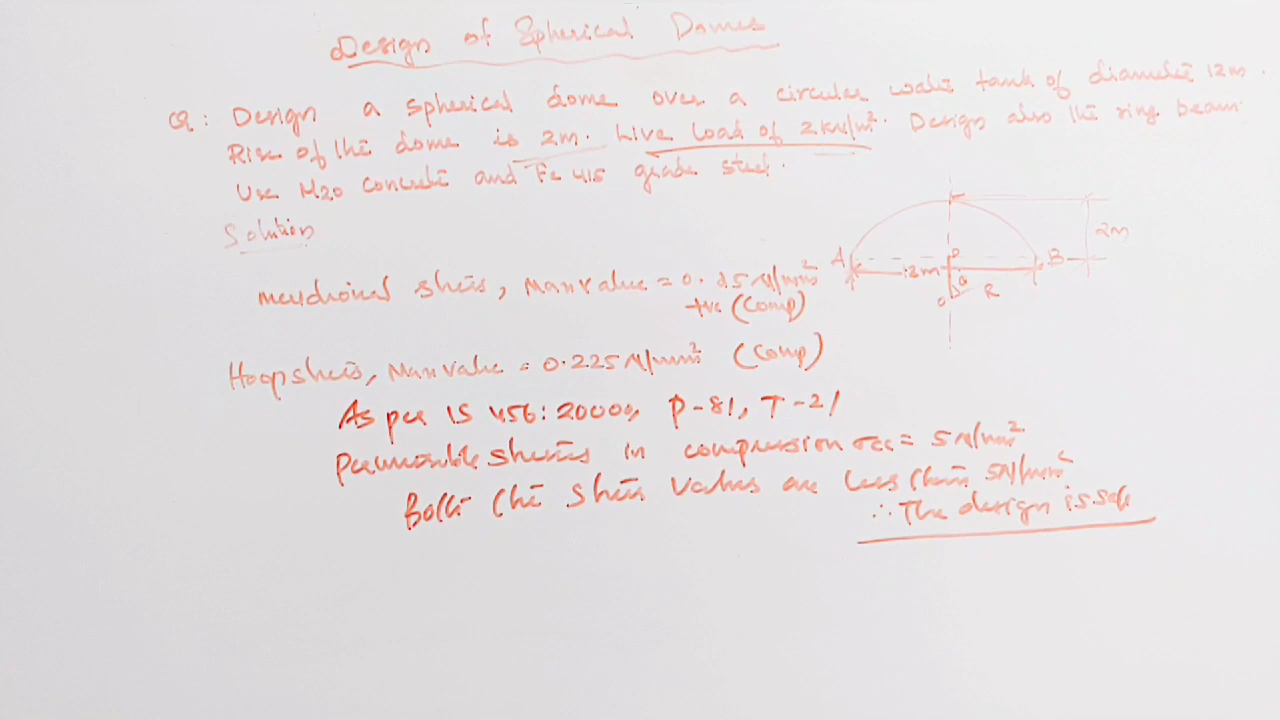 Design of Spherical Domes
Q: Design a spherical dome over a circular water tank of diameter 12m.
Rise of the dome is 2m. Live Load of 2 KN/m². Design also the ring beam.
Use M20 concrete and Fe 415 grade steel.
Solution
2m
A 12m B
O R
meridional stress, Max value = 0.25 N/mm²
+ve (Comp)
Hoop stress, Max value = 0.225 N/mm² (Comp)
As per IS 456: 20000, P-81, T-21
Permissible stress in compression σcc = 5 N/mm²
Both the stress values are less than 5N/mm²
∴ The design is safe